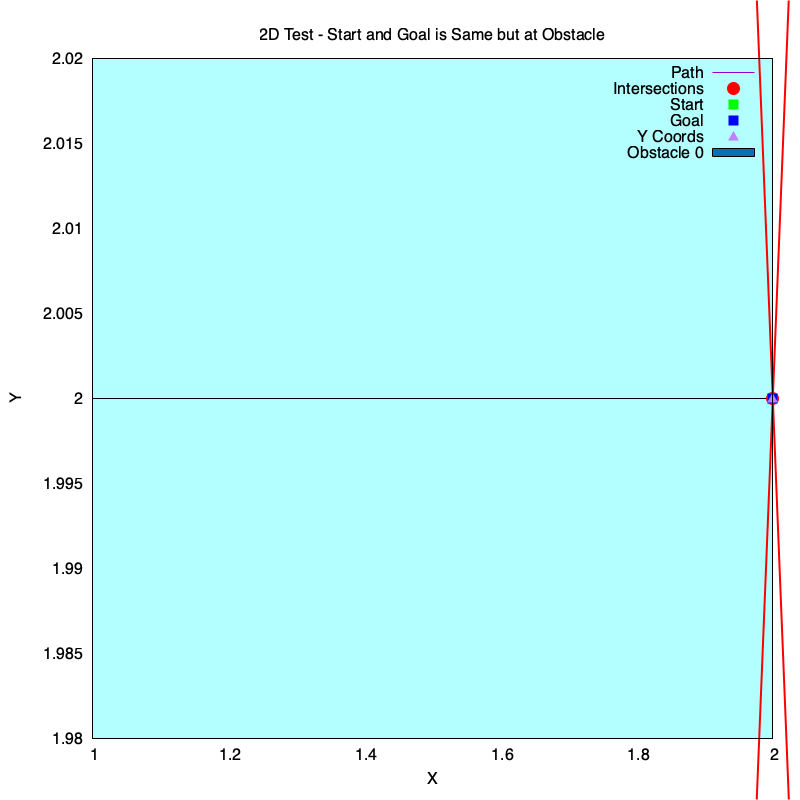 2D Test - Start and Goal is Same but at Obstacle
2.02
2.015
2.01
2.005
2
1.995
1.99
1.985
1.98
Y
Path
Intersections
Start
Goal
Y Coords
Obstacle 0
1 1.2 1.4 1.6 1.8 2
X